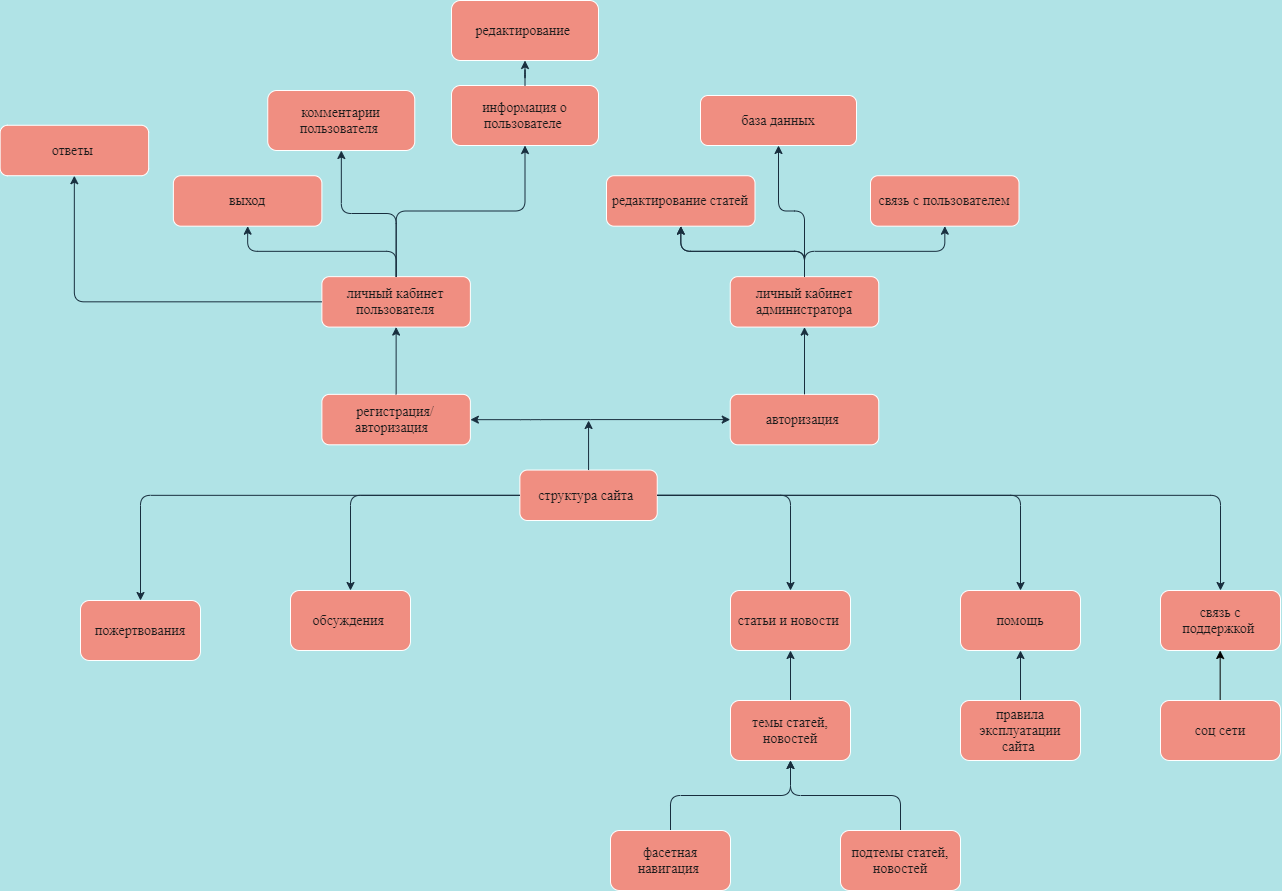 редактирование
комментарии
пользователя
информация о
пользователе
база данных
ответы
выход
редактирование статей
связь с пользователем
личный кабинет
пользователя
личный кабинет
администратора
регистрация/
авторизация
авторизация
структура сайта
пожертвования
обсуждения
статьи и новости
помощь
связь с
поддержкой
темы статей,
новостей
правила
эксплуатации
сайта
соц сети
фасетная
навигация
подтемы статей,
новостей